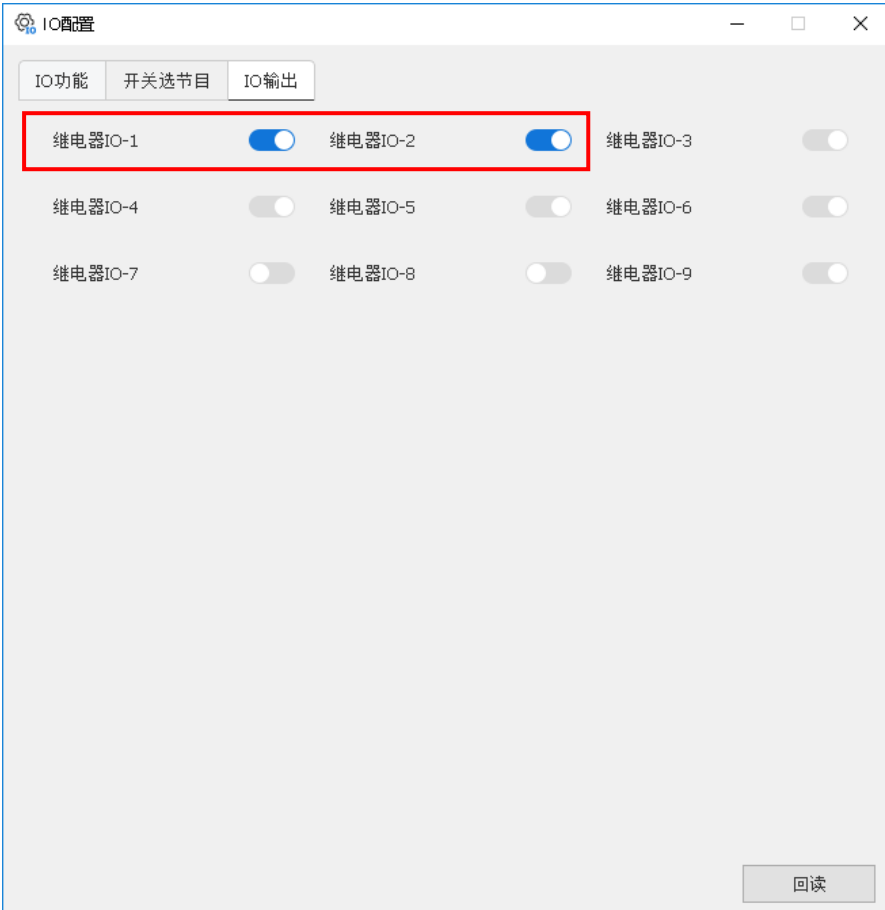 IO配置
IO功能 开关选节目 IO输出
继电器IO-1 继电器IO-2 继电器IO-3
继电器IO-4 继电器IO-5 继电器IO-6
继电器IO-7 继电器IO-8 继电器IO-9
回读